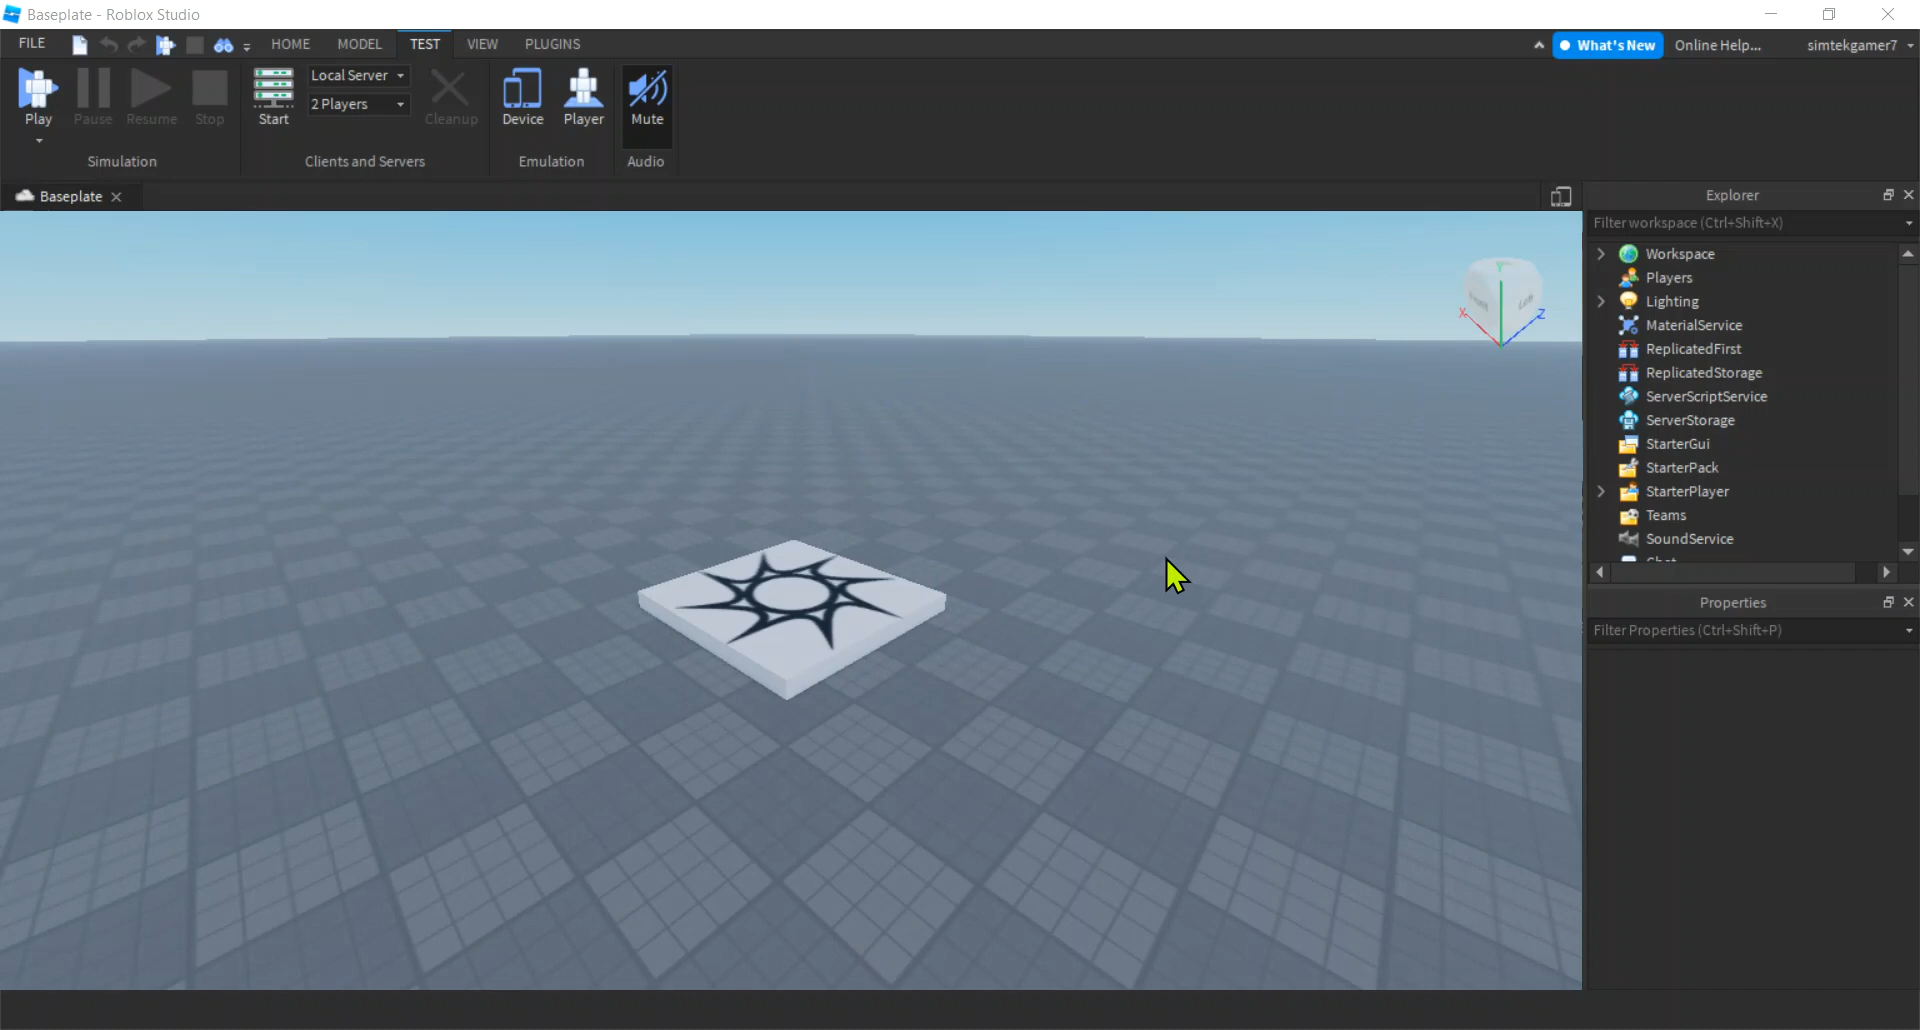 Baseplate - Roblox Studio
FILE HOME MODEL TEST VIEW PLUGINS What's New Online Help... simtekgamer7
Play Pause Resume Stop
Simulation
Start Local Server
2 Players
Cleanup
Clients and Servers
Device Player
Emulation
Mute
Audio
Baseplate
X Y Z
Explorer
Filter workspace (Ctrl+Shift+X)
Workspace
Players
Lighting
MaterialService
ReplicatedFirst
ReplicatedStorage
ServerScriptService
ServerStorage
StarterGui
StarterPack
StarterPlayer
Teams
SoundService
Properties
Filter Properties (Ctrl+Shift+P)